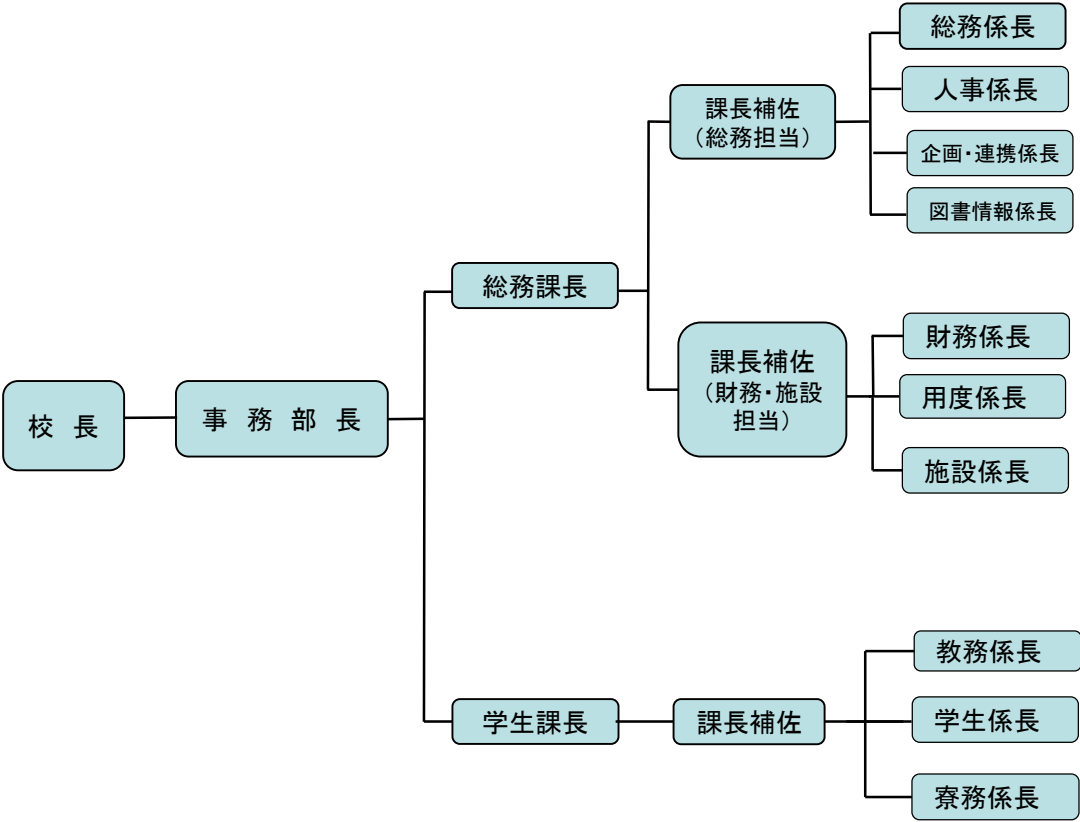 総務係長
人事係長
課長補佐
（総務担当）
企画・連携係長
図書情報係長
総務課長
財務係長
課長補佐
（財務・施設
担当）
用度係長
施設係長
校 長
事 務 部 長
教務係長
学生課長
課長補佐
学生係長
寮務係長